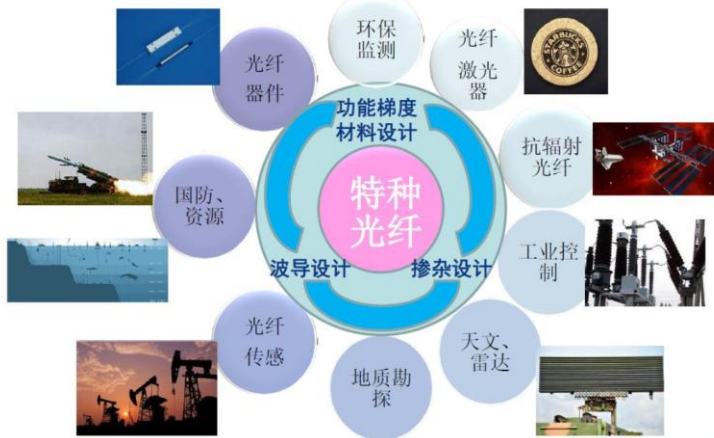 环保
监测
光纤
激光器
STARBUCKS
COFFEE
光纤
器件
功能梯度
材料设计
抗辐射
光纤
特种
光纤
国防、
资源
波导设计
掺杂设计
工业控
制
光纤
传感
天文、
雷达
地质勘
探